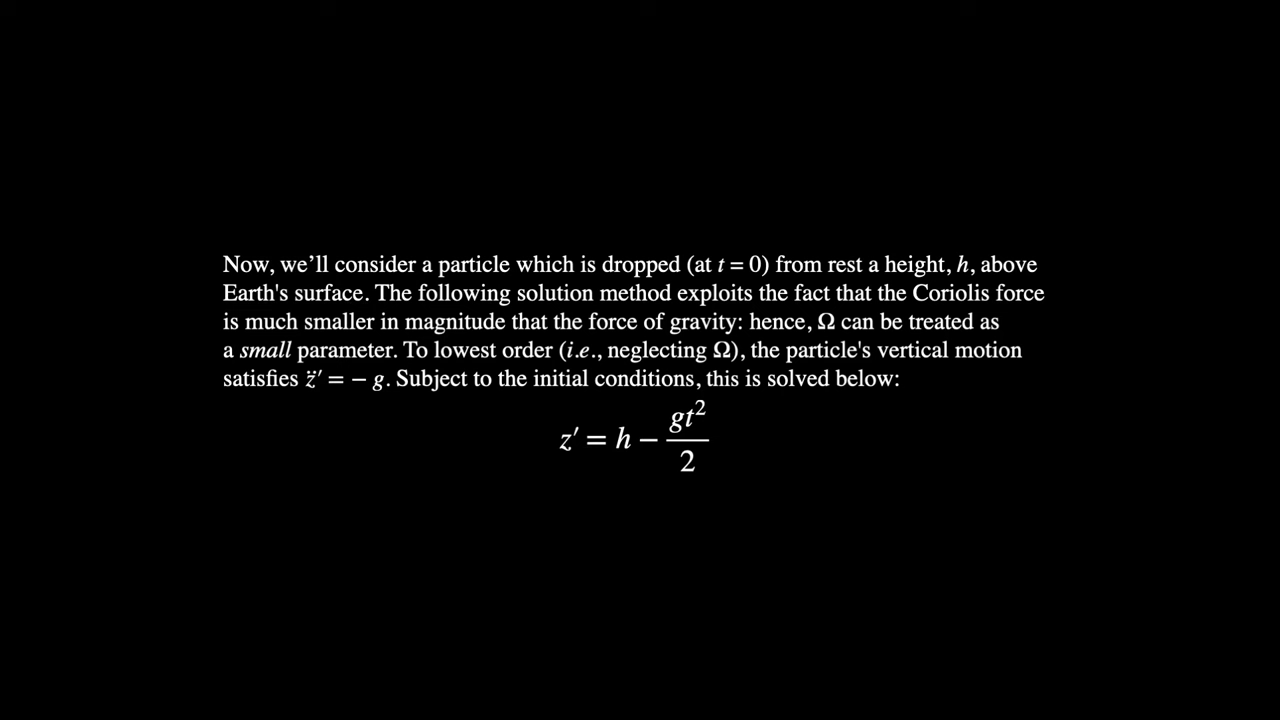 Now, we’ll consider a particle which is dropped (at t = 0) from rest a height, h, above
Earth's surface. The following solution method exploits the fact that the Coriolis force
is much smaller in magnitude that the force of gravity: hence, Ω can be treated as
a small parameter. To lowest order (i.e., neglecting Ω), the particle's vertical motion
satisfies z̈′ = − g. Subject to the initial conditions, this is solved below:
z′ = h − gt²/2